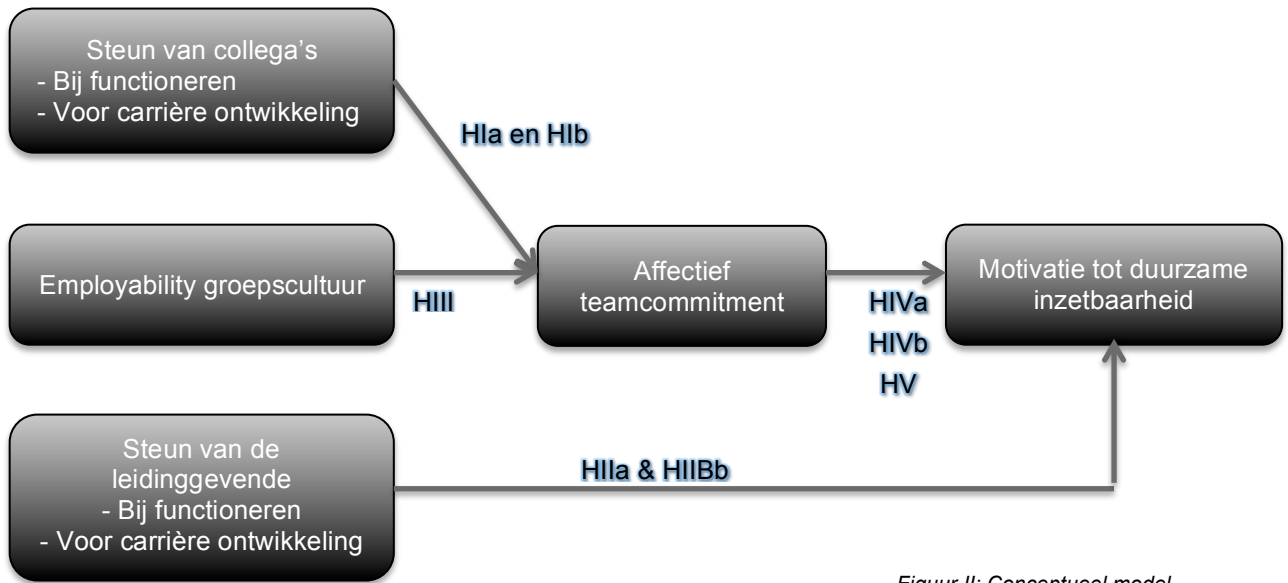 Steun van collega’s
- Bij functioneren
- Voor carrière ontwikkeling
HIa en HIb
Employability groepscultuur
HIII
Affectief
teamcommitment
HIVa
HIVb
HV
Motivatie tot duurzame
inzetbaarheid
Steun van de
leidinggevende
- Bij functioneren
- Voor carrière ontwikkeling
HIIa & HIIBb
Figuur II: Conceptueel model